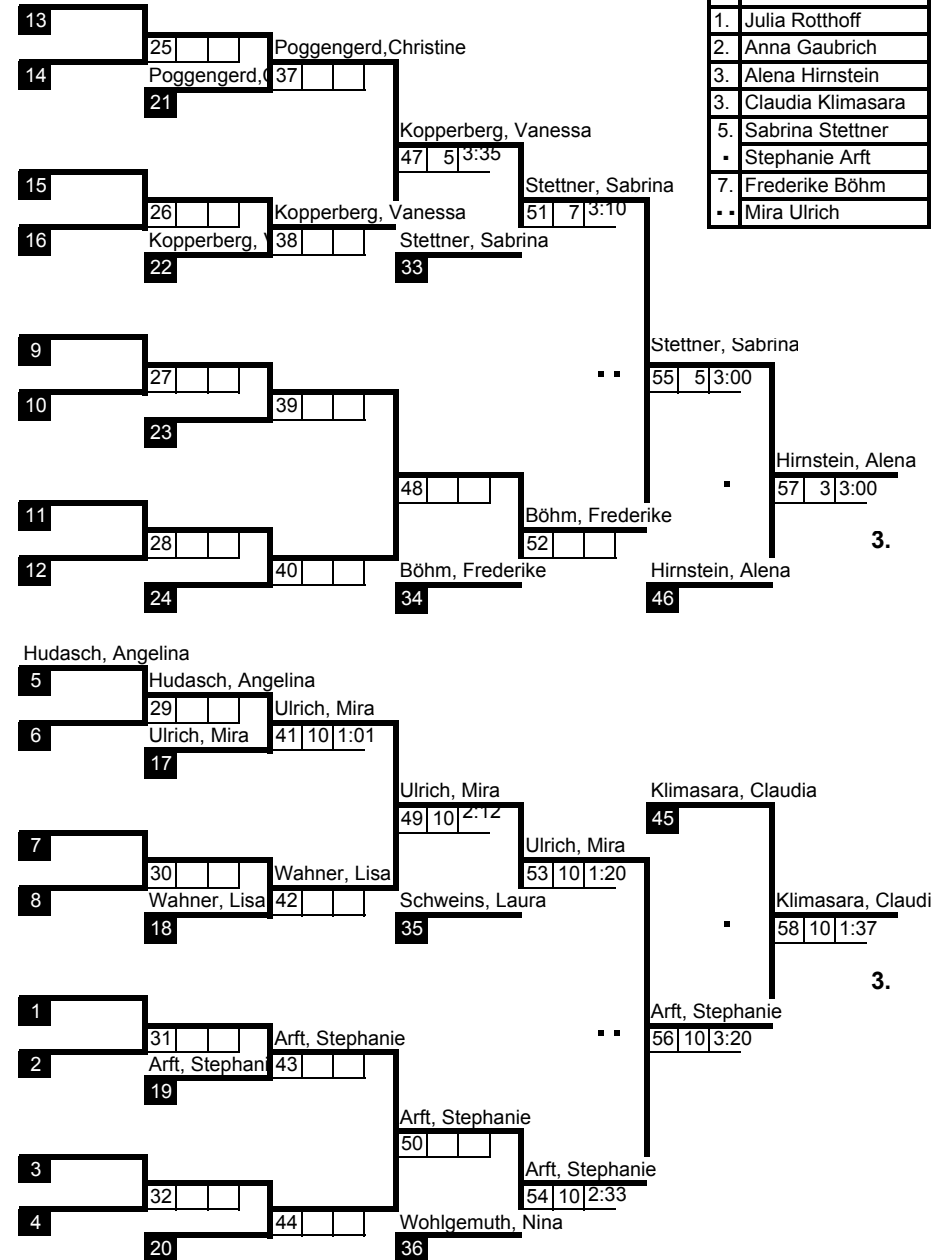 1. Julia Rotthoff
2. Anna Gaubrich
3. Alena Hirnstein
3. Claudia Klimasara
5. Sabrina Stettner
▪ Stephanie Arft
7. Frederike Böhm
▪ ▪ Mira Ulrich
13
25 Poggengerd,Christine
14 Poggengerd,C 37
21
Kopperberg, Vanessa
47 5 3:35
15 Stettner, Sabrina
26 Kopperberg, Vanessa 51 7 3:10
16 Kopperberg, V 38 Stettner, Sabrina
22 33
9 Stettner, Sabrina
27 ▪ ▪ 55 5 3:00
10 39
23
Hirnstein, Alena
48 ▪ 57 3 3:00
11 Böhm, Frederike
28 52 3.
12 40 Böhm, Frederike Hirnstein, Alena
24 34 46
Hudasch, Angelina
5 Hudasch, Angelina
29 Ulrich, Mira
6 Ulrich, Mira 41 10 1:01
17
Ulrich, Mira Klimasara, Claudia
49 10 2:12 45
7 Ulrich, Mira
30 Wahner, Lisa 53 10 1:20
8 Wahner, Lisa 42 Schweins, Laura Klimasara, Claudi
18 35 ▪ 58 10 1:37
3.
1 Arft, Stephanie
31 Arft, Stephanie ▪ ▪ 56 10 3:20
2 Arft, Stephani 43
19
Arft, Stephanie
50
3 Arft, Stephanie
32 54 10 2:33
4 44 Wohlgemuth, Nina
20 36